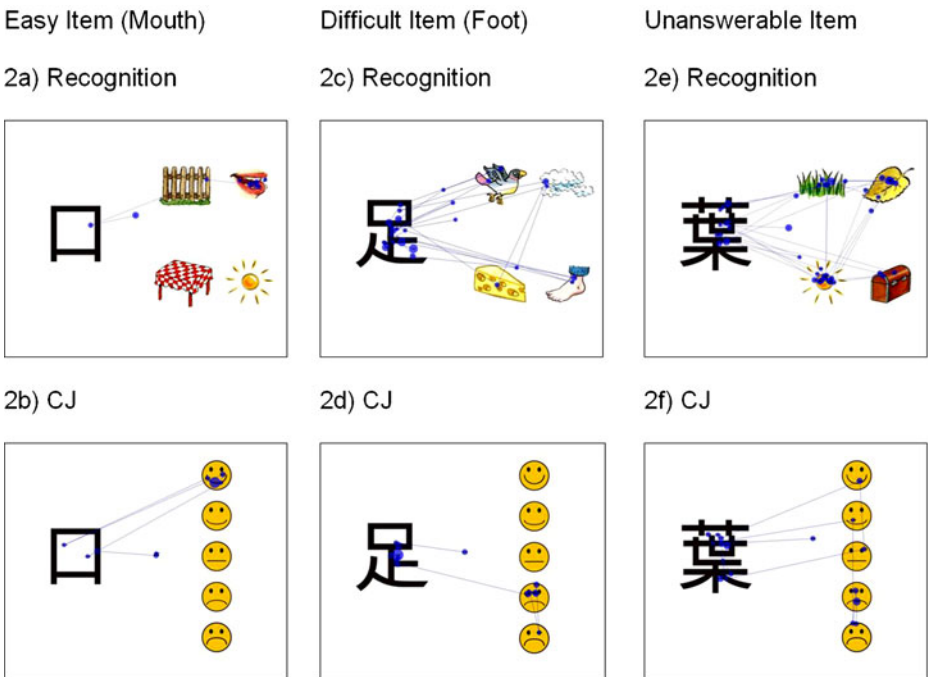 Easy Item (Mouth)
Difficult Item (Foot)
Unanswerable Item
2a) Recognition
2c) Recognition
2e) Recognition
口
足
葉
2b) CJ
2d) CJ
2f) CJ
口
足
葉